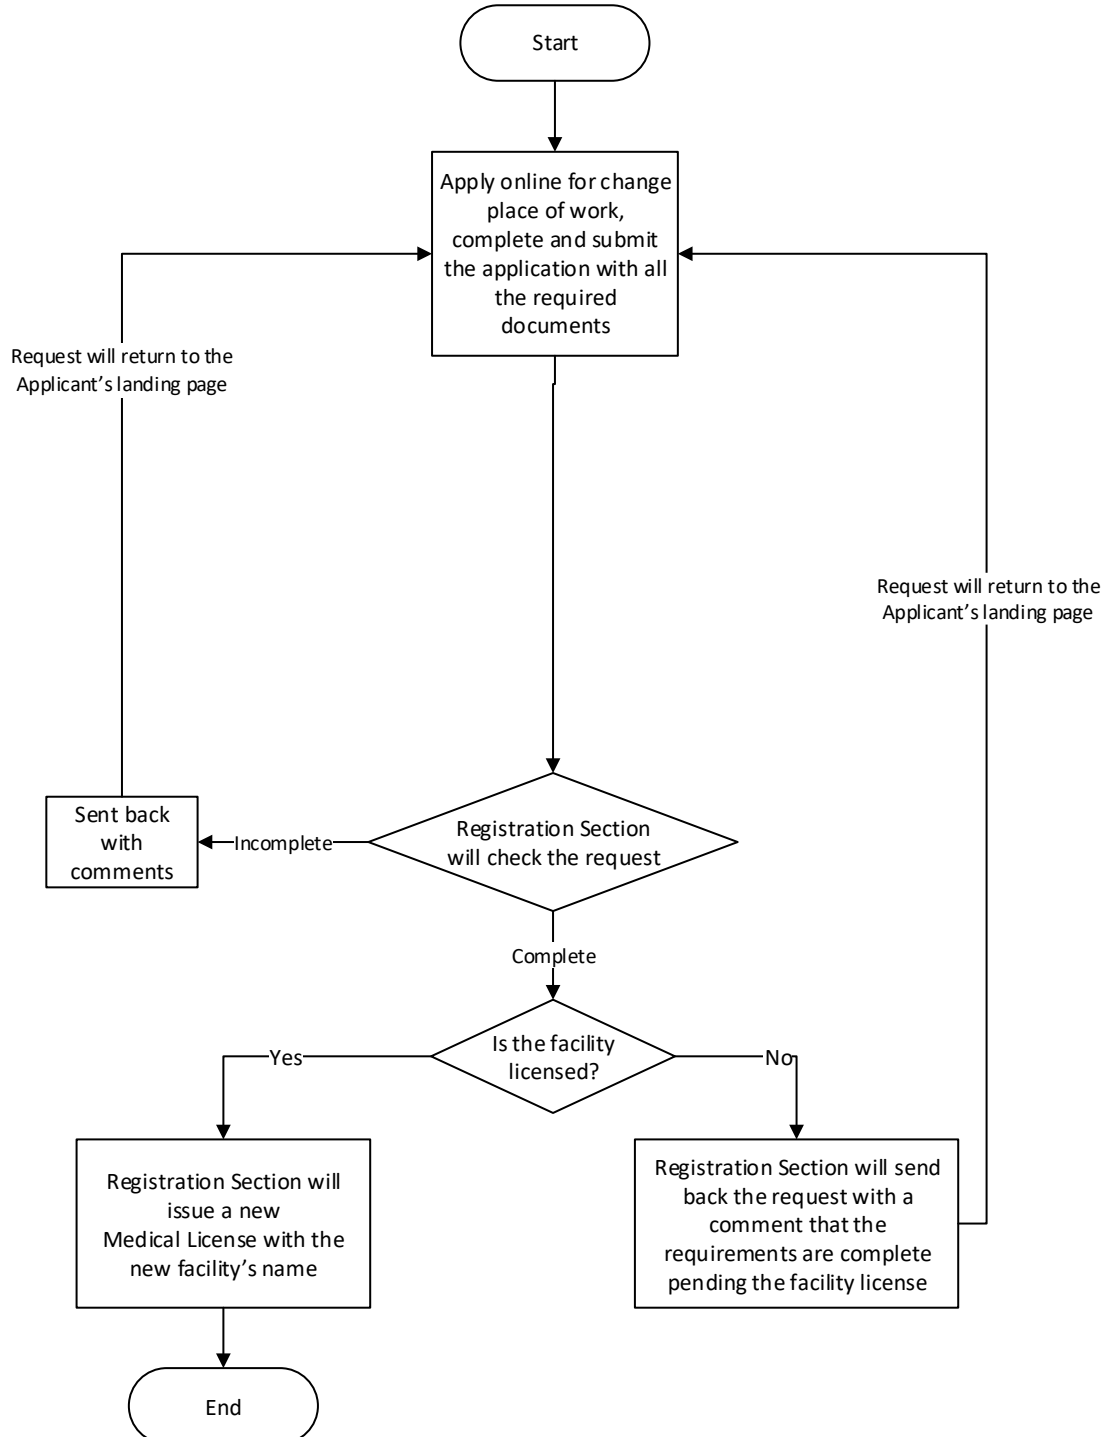 Start
Apply online for change
place of work,
complete and submit
the application with all
the required
documents
Request will return to the
Applicant’s landing page
Request will return to the
Applicant’s landing page
Sent back
with
comments
Incomplete
Registration Section
will check the request
Complete
Is the facility
licensed?
Yes
No
Registration Section will
issue a new
Medical License with the
new facility’s name
Registration Section will send
back the request with a
comment that the
requirements are complete
pending the facility license
End